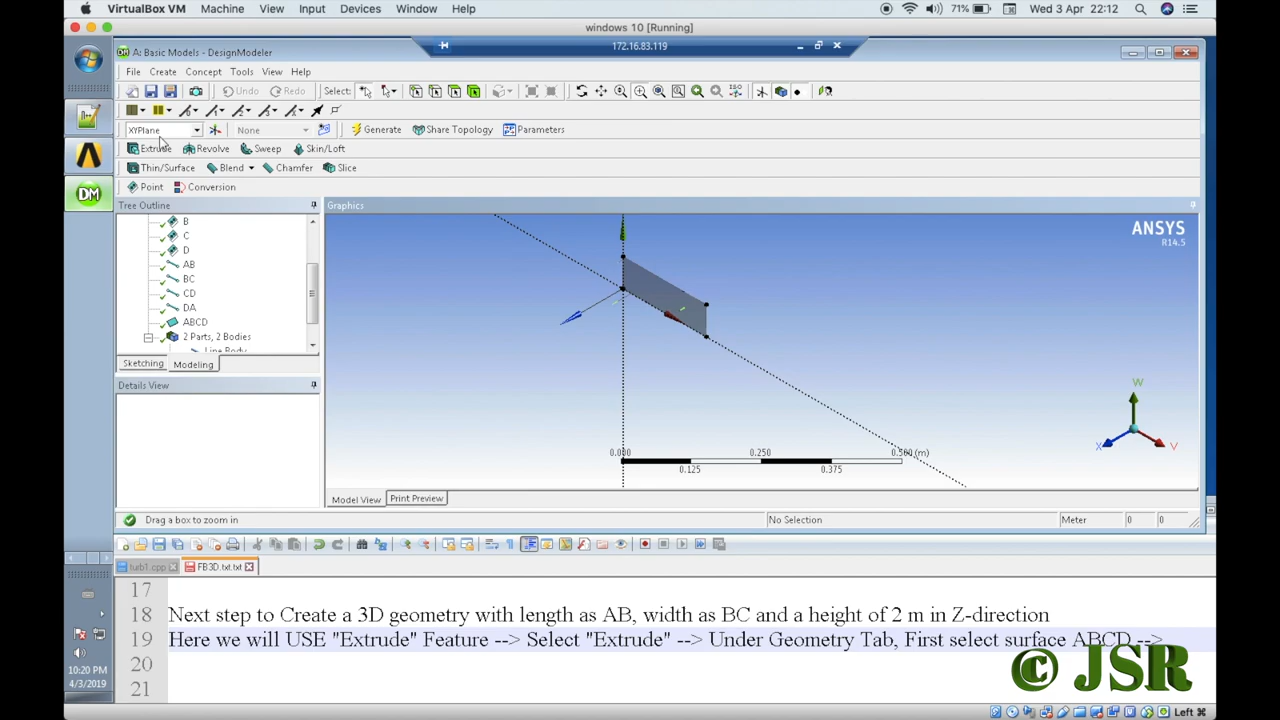 VirtualBox VM Machine View Input Devices Window Help 71% Wed 3 Apr 22:12
windows 10 [Running]
A: Basic Models - DesignModeler
172.16.83.119
File Create Concept Tools View Help
Undo Redo Select:
XYPlane None Generate Share Topology Parameters
Extrude Revolve Sweep Skin/Loft
Thin/Surface Blend Chamfer Slice
Point Conversion
Tree Outline
Graphics
B
C
D
AB
BC
CD
DA
ABCD
2 Parts, 2 Bodies
Line Body
Sketching Modeling
Details View
ANSYS
R14.5
W
X
0.000 0.250 0.500 (m)
0.125 0.375
Model View Print Preview
Drag a box to zoom in No Selection Meter 0 0
turb1.cpp FB3D.txt.txt
17
18 Next step to Create a 3D geometry with length as AB, width as BC and a height of 2 m in Z-direction
19 Here we will USE "Extrude" Feature --> Select "Extrude" --> Under Geometry Tab, First select surface ABCD -->
20
21
10:20 PM
4/3/2019
© JSR
Left ⌘